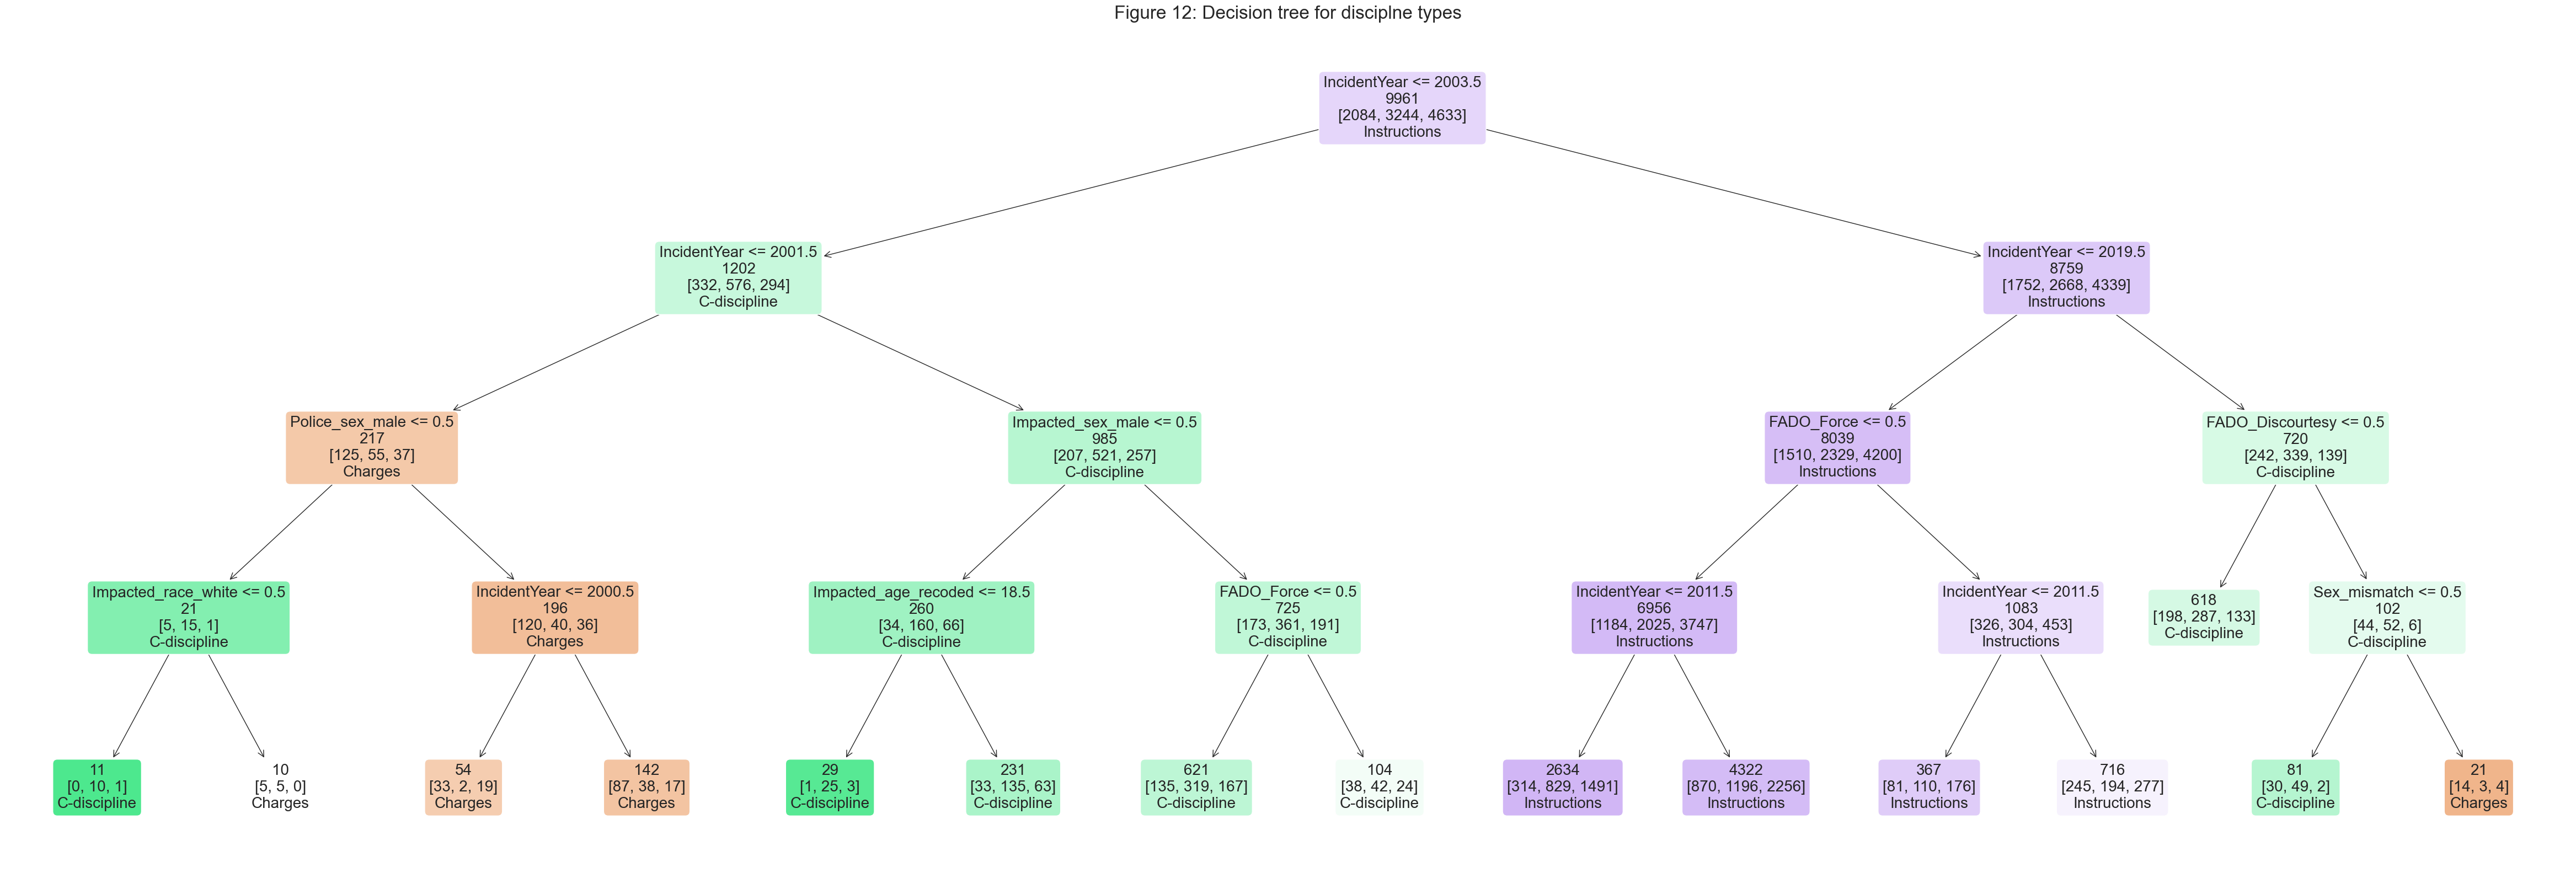 Figure 12: Decision tree for disciplne types
IncidentYear <= 2003.5
9961
[2084, 3244, 4633]
Instructions
IncidentYear <= 2001.5
1202
[332, 576, 294]
C-discipline
IncidentYear <= 2019.5
8759
[1752, 2668, 4339]
Instructions
Police_sex_male <= 0.5
217
[125, 55, 37]
Charges
Impacted_sex_male <= 0.5
985
[207, 521, 257]
C-discipline
FADO_Force <= 0.5
8039
[1510, 2329, 4200]
Instructions
FADO_Discourtesy <= 0.5
720
[242, 339, 139]
C-discipline
Impacted_race_white <= 0.5
21
[5, 15, 1]
C-discipline
IncidentYear <= 2000.5
196
[120, 40, 36]
Charges
Impacted_age_recoded <= 18.5
260
[34, 160, 66]
C-discipline
FADO_Force <= 0.5
725
[173, 361, 191]
C-discipline
IncidentYear <= 2011.5
6956
[1184, 2025, 3747]
Instructions
IncidentYear <= 2011.5
1083
[326, 304, 453]
Instructions
618
[198, 287, 133]
C-discipline
Sex_mismatch <= 0.5
102
[44, 52, 6]
C-discipline
11
[0, 10, 1]
C-discipline
10
[5, 5, 0]
Charges
54
[33, 2, 19]
Charges
142
[87, 38, 17]
Charges
29
[1, 25, 3]
C-discipline
231
[33, 135, 63]
C-discipline
621
[135, 319, 167]
C-discipline
104
[38, 42, 24]
C-discipline
2634
[314, 829, 1491]
Instructions
4322
[870, 1196, 2256]
Instructions
367
[81, 110, 176]
Instructions
716
[245, 194, 277]
Instructions
81
[30, 49, 2]
C-discipline
21
[14, 3, 4]
Charges